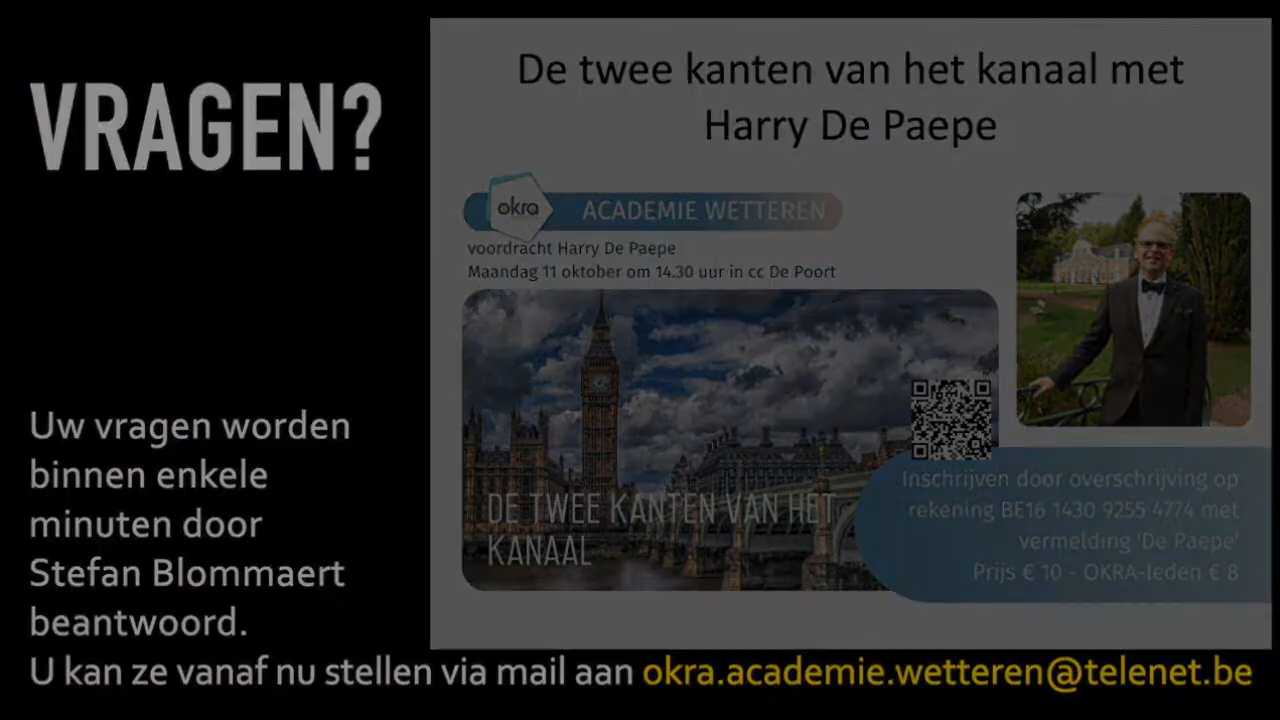 VRAGEN?
Uw vragen worden
binnen enkele
minuten door
Stefan Blommaert
beantwoord.
U kan ze vanaf nu stellen via mail aan okra.academie.wetteren@telenet.be
De twee kanten van het kanaal met
Harry De Paepe
okra ACADEMIE WETTEREN
voordracht Harry De Paepe
Maandag 11 oktober om 14.30 uur in cc De Poort
DE TWEE KANTEN VAN HET
KANAAL
Inschrijven door overschrijving op
rekening BE16 1430 9255 4774 met
vermelding 'De Paepe'
Prijs € 10 - OKRA-leden € 8